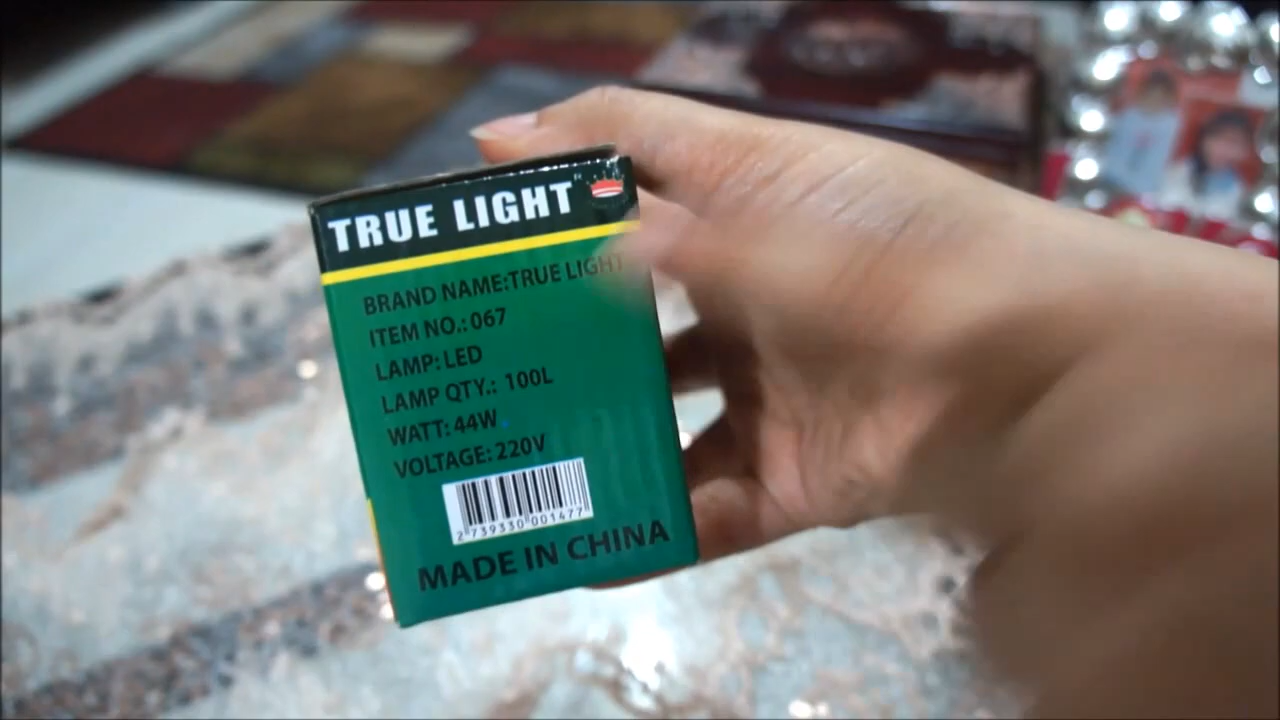 TRUE LIGHT
BRAND NAME:TRUE LIGHT
ITEM NO.: 067
LAMP: LED
LAMP QTY.: 100L
WATT: 44W
VOLTAGE: 220V
2 739330 001477
MADE IN CHINA